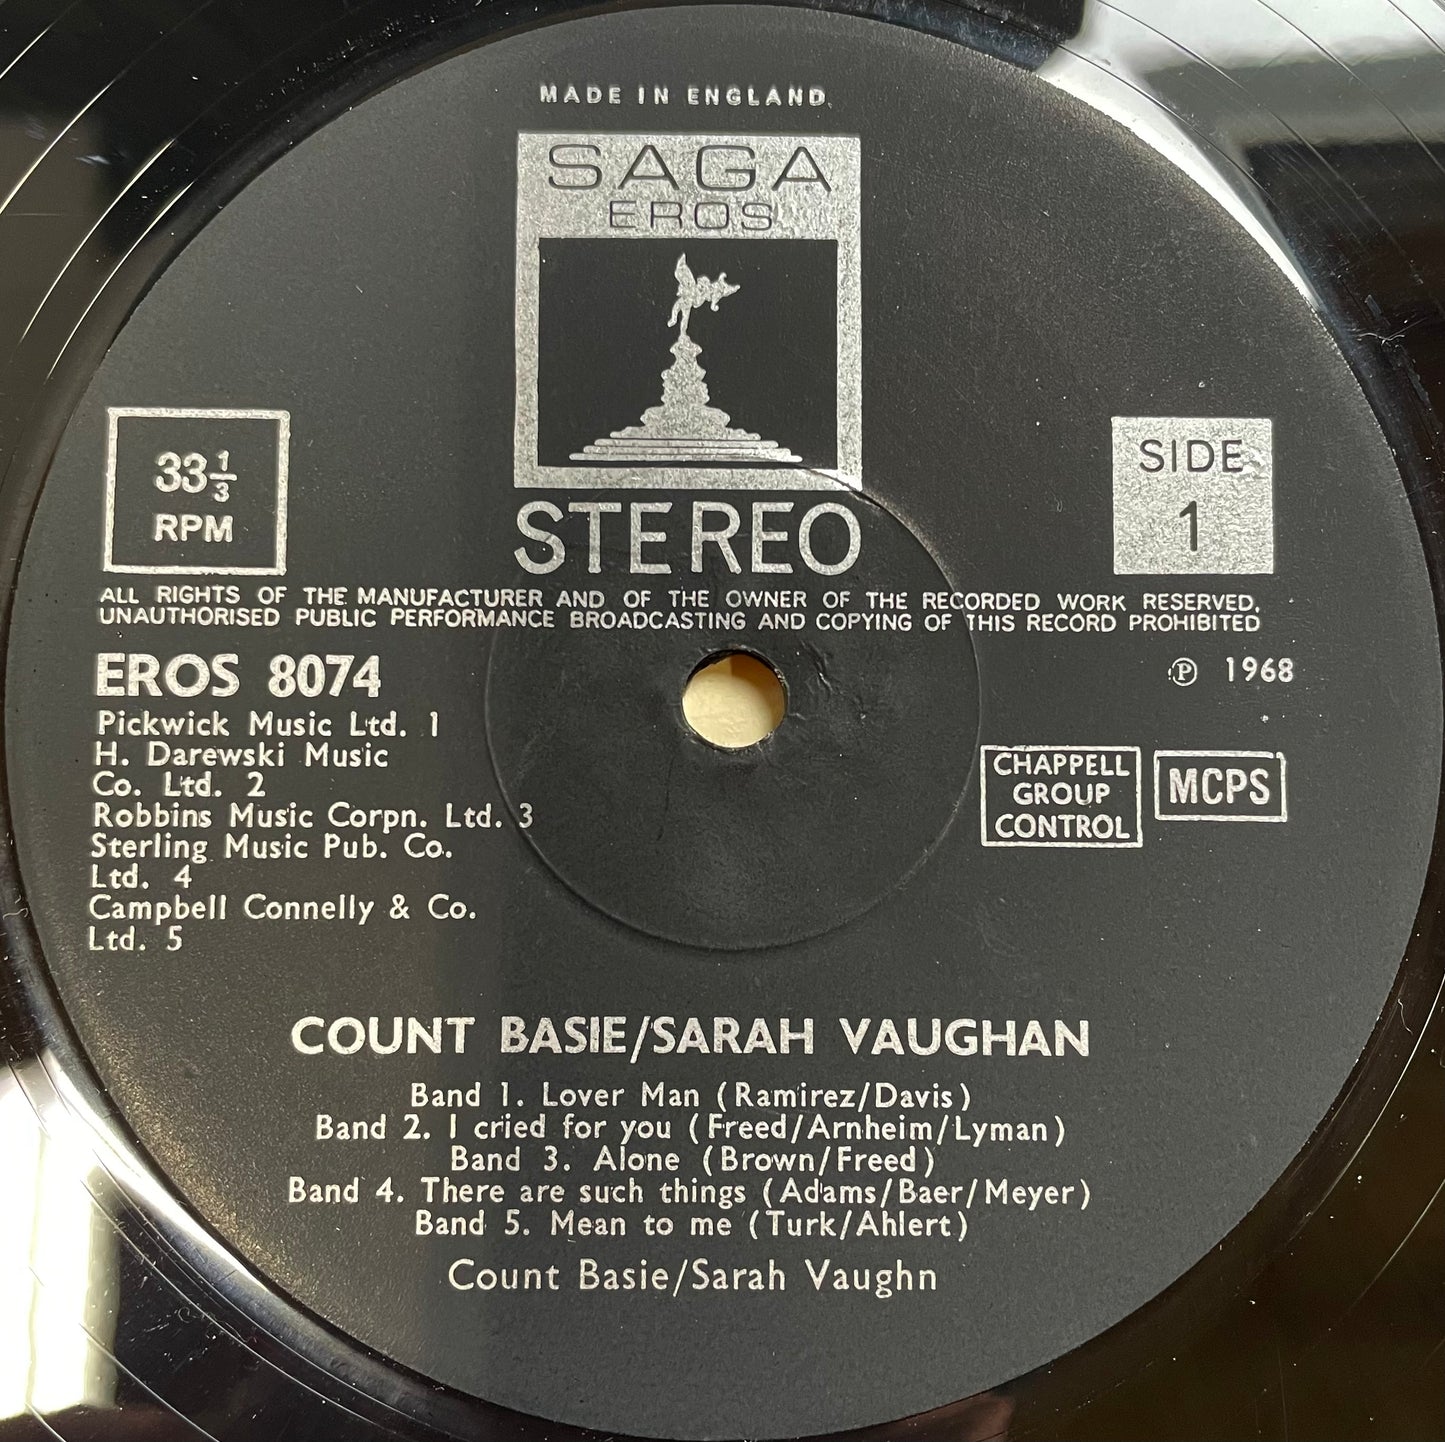 MADE IN ENGLAND
SAGA
EROS
33 1/3
RPM
STEREO
SIDE
1
ALL RIGHTS OF THE MANUFACTURER AND OF THE OWNER OF THE RECORDED WORK RESERVED.
UNAUTHORISED PUBLIC PERFORMANCE BROADCASTING AND COPYING OF THIS RECORD PROHIBITED
EROS 8074
℗ 1968
Pickwick Music Ltd. 1
H. Darewski Music
Co. Ltd. 2
Robbins Music Corpn. Ltd. 3
Sterling Music Pub. Co.
Ltd. 4
Campbell Connelly & Co.
Ltd. 5
CHAPPELL
GROUP
CONTROL
MCPS
COUNT BASIE/SARAH VAUGHAN
Band 1. Lover Man (Ramirez/Davis)
Band 2. I cried for you (Freed/Arnheim/Lyman)
Band 3. Alone (Brown/Freed)
Band 4. There are such things (Adams/Baer/Meyer)
Band 5. Mean to me (Turk/Ahlert)
Count Basie/Sarah Vaughn